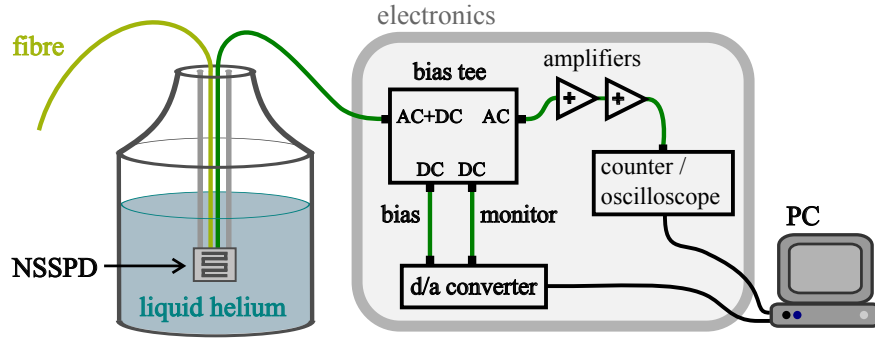 electronics
fibre
bias tee
amplifiers
AC+DC AC
DC DC
counter /
oscilloscope
bias monitor
PC
NSSPD
liquid helium
d/a converter